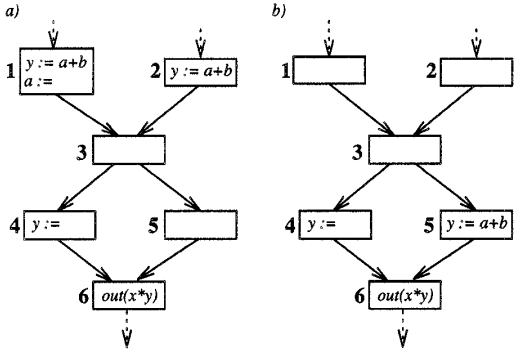 a)
1
y := a+b
a :=
2
y := a+b
3
4
y :=
5
6
out(x*y)
b)
1
2
3
4
y :=
5
y := a+b
6
out(x*y)